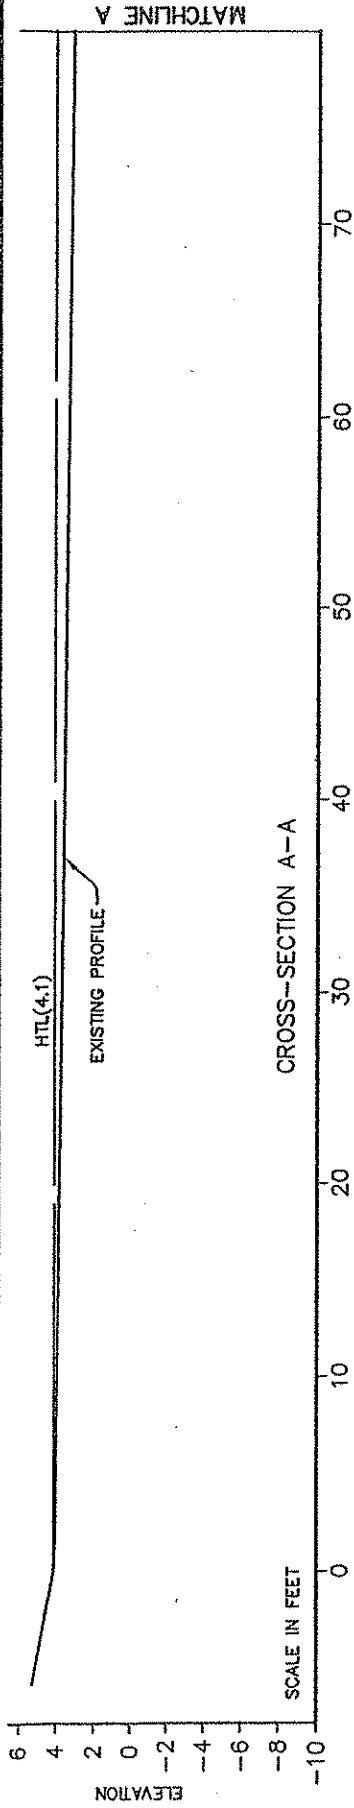 MATCHLINE A
HTL(4.1)
EXISTING PROFILE
CROSS-SECTION A-A
SCALE IN FEET
ELEVATION
6
4
2
0
-2
-4
-6
-8
-10
0
10
20
30
40
50
60
70